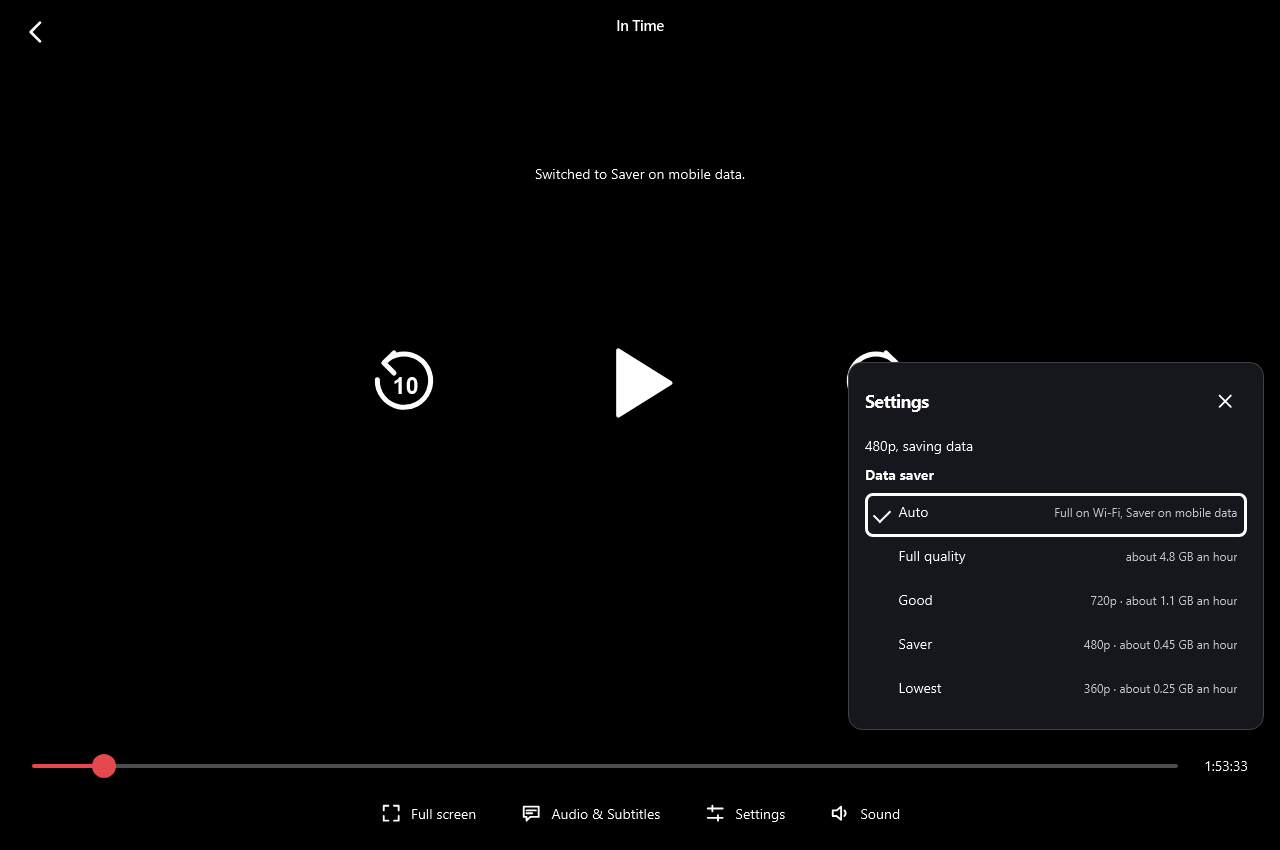 In Time
Switched to Saver on mobile data.
10
Settings
480p, saving data
Data saver
Auto Full on Wi-Fi, Saver on mobile data
Full quality about 4.8 GB an hour
Good 720p · about 1.1 GB an hour
Saver 480p · about 0.45 GB an hour
Lowest 360p · about 0.25 GB an hour
1:53:33
Full screen Audio & Subtitles Settings Sound